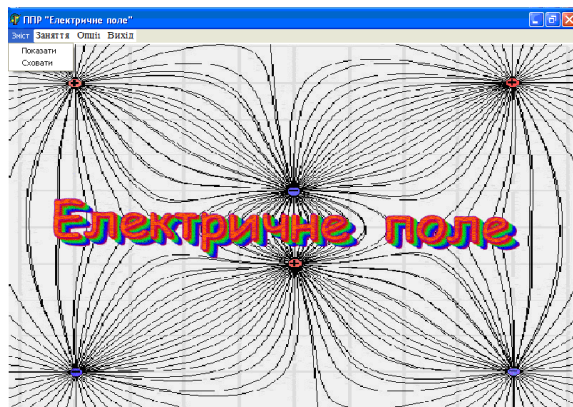 ППР "Електричне поле"
Зміст Заняття Опції Вихід
Показати
Сховати
Електричне поле